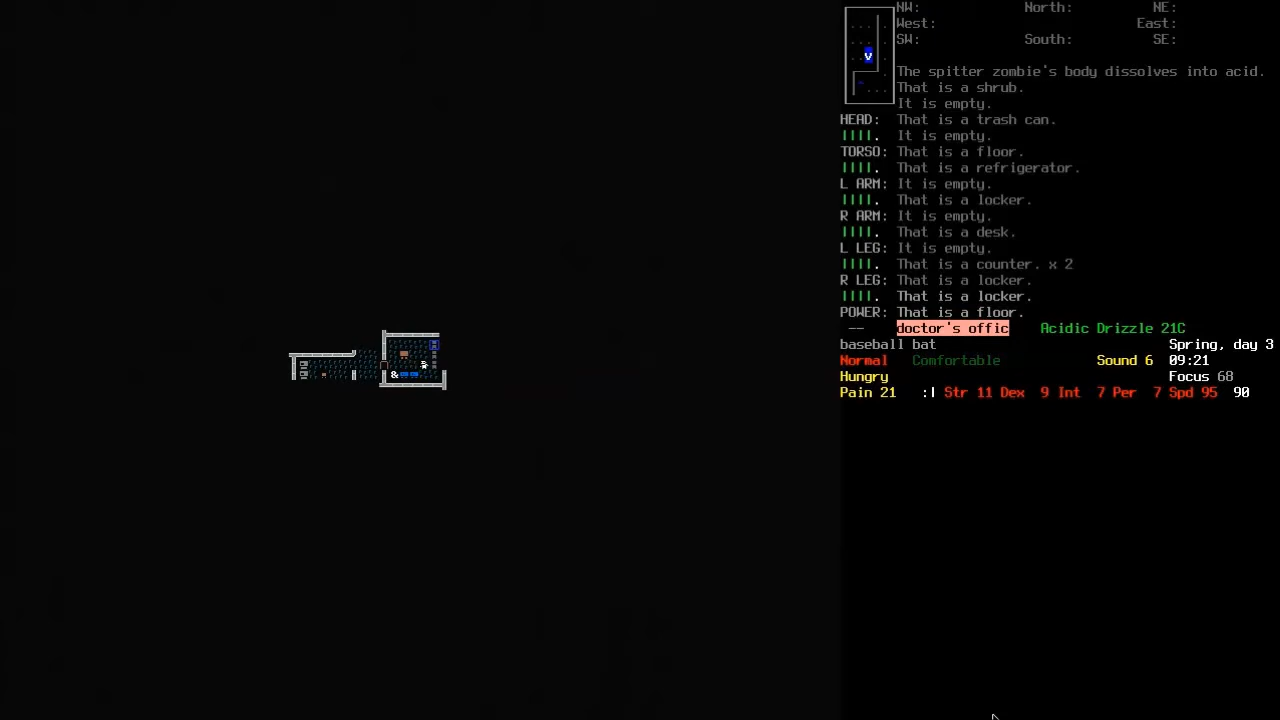 NW: North: NE:
West: East:
SW: South: SE:
The spitter zombie's body dissolves into acid.
That is a shrub.
It is empty.
HEAD: That is a trash can.
||||. It is empty.
TORSO: That is a floor.
||||. That is a refrigerator.
L ARM: It is empty.
||||. That is a locker.
R ARM: It is empty.
||||. That is a desk.
L LEG: It is empty.
||||. That is a counter. x 2
R LEG: That is a locker.
||||. That is a locker.
POWER: That is a floor.
-- doctor's offic Acidic Drizzle 21C
baseball bat Spring, day 3
Normal Comfortable Sound 6 09:21
Hungry Focus 68
Pain 21 :| Str 11 Dex 9 Int 7 Per 7 Spd 95 90